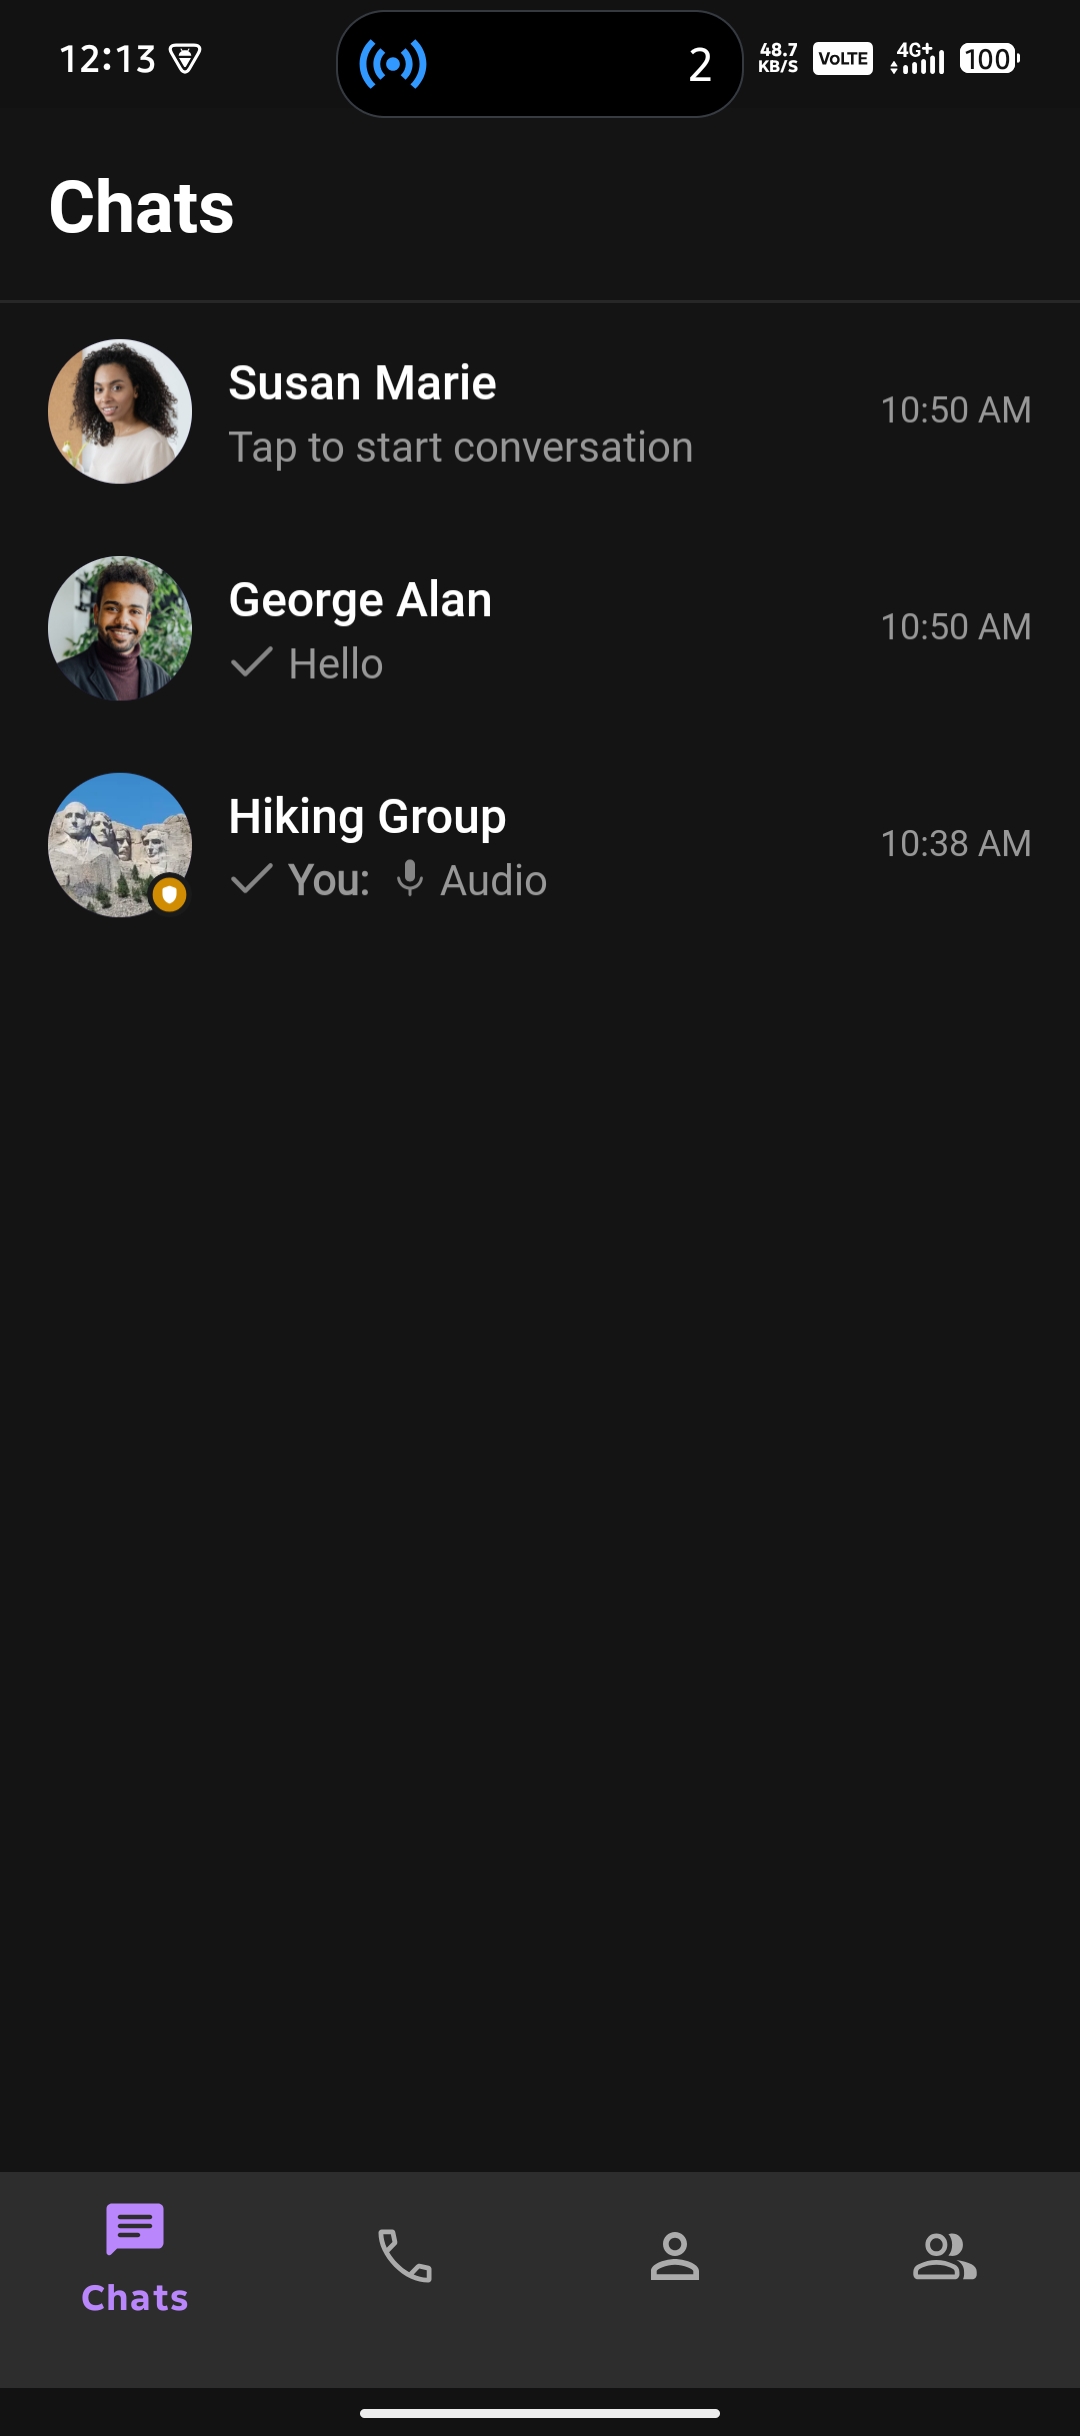 12:13
2
48.7
KB/S
VoLTE
4G+
100
Chats
Susan Marie
Tap to start conversation
10:50 AM
George Alan
Hello
10:50 AM
Hiking Group
You: Audio
10:38 AM
Chats